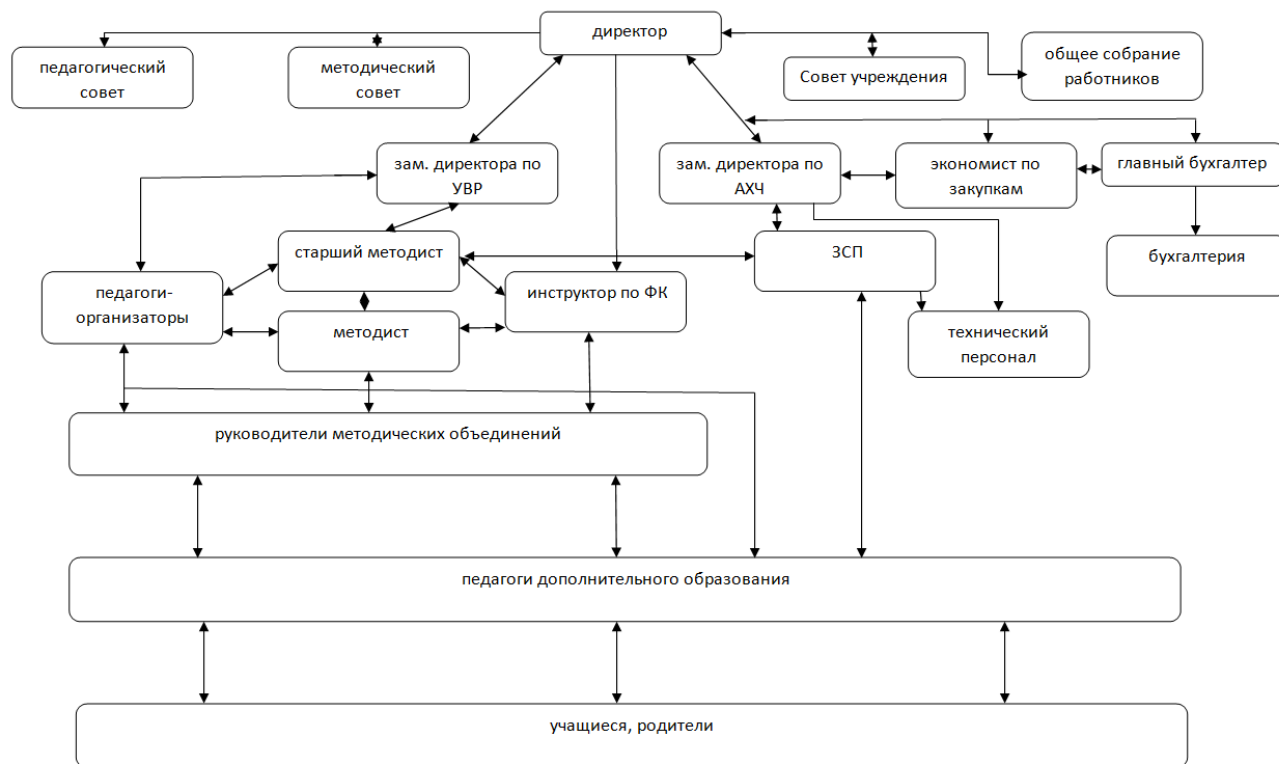 директор
педагогический
совет
методический
совет
Совет учреждения
общее собрание
работников
зам. директора по
УВР
зам. директора по
АХЧ
экономист по
закупкам
главный бухгалтер
старший методист
ЗСП
бухгалтерия
педагоги-
организаторы
инструктор по ФК
методист
технический
персонал
руководители методических объединений
педагоги дополнительного образования
учащиеся, родители